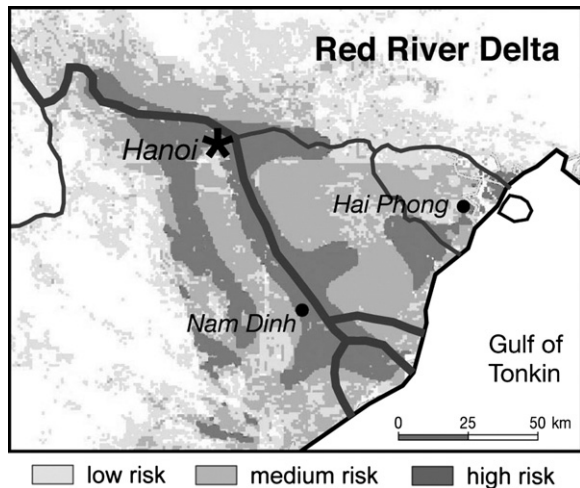 Red River Delta
Hanoi
Hai Phong
Nam Dinh
Gulf of
Tonkin
0 25 50 km
low risk medium risk high risk